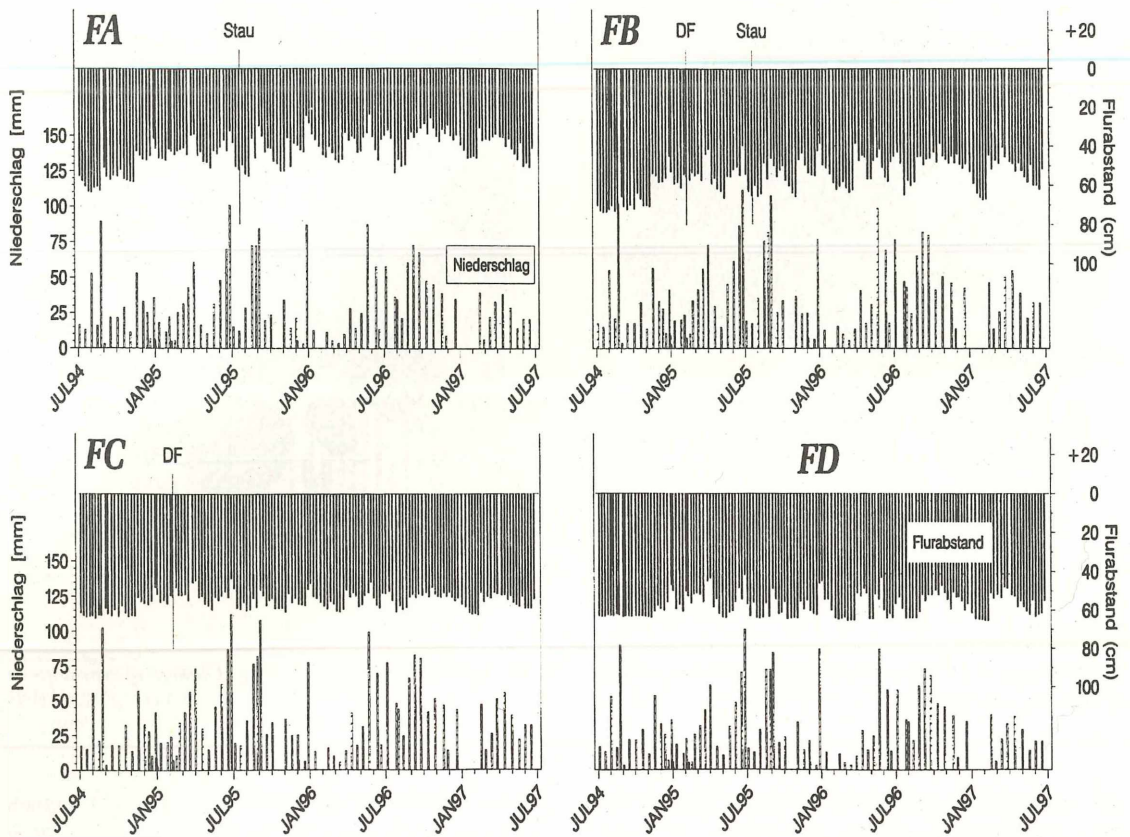 FA
Stau
Niederschlag [mm]
150
125
100
75
50
25
0
Niederschlag
JUL94
JAN95
JUL95
JAN96
JUL96
JAN97
JUL97
FB
DF
Stau
+20
0
20
40
60
80
100
Flurabstand (cm)
JUL94
JAN95
JUL95
JAN96
JUL96
JAN97
JUL97
FC
DF
Niederschlag [mm]
150
125
100
75
50
25
0
JUL94
JAN95
JUL95
JAN96
JUL96
JAN97
JUL97
FD
+20
0
20
40
60
80
100
Flurabstand (cm)
Flurabstand
JUL94
JAN95
JUL95
JAN96
JUL96
JAN97
JUL97